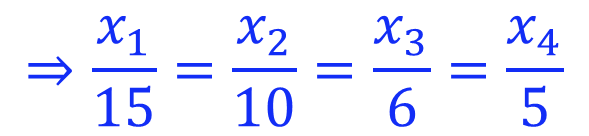 ⇒ x₁/15 = x₂/10 = x₃/6 = x₄/5